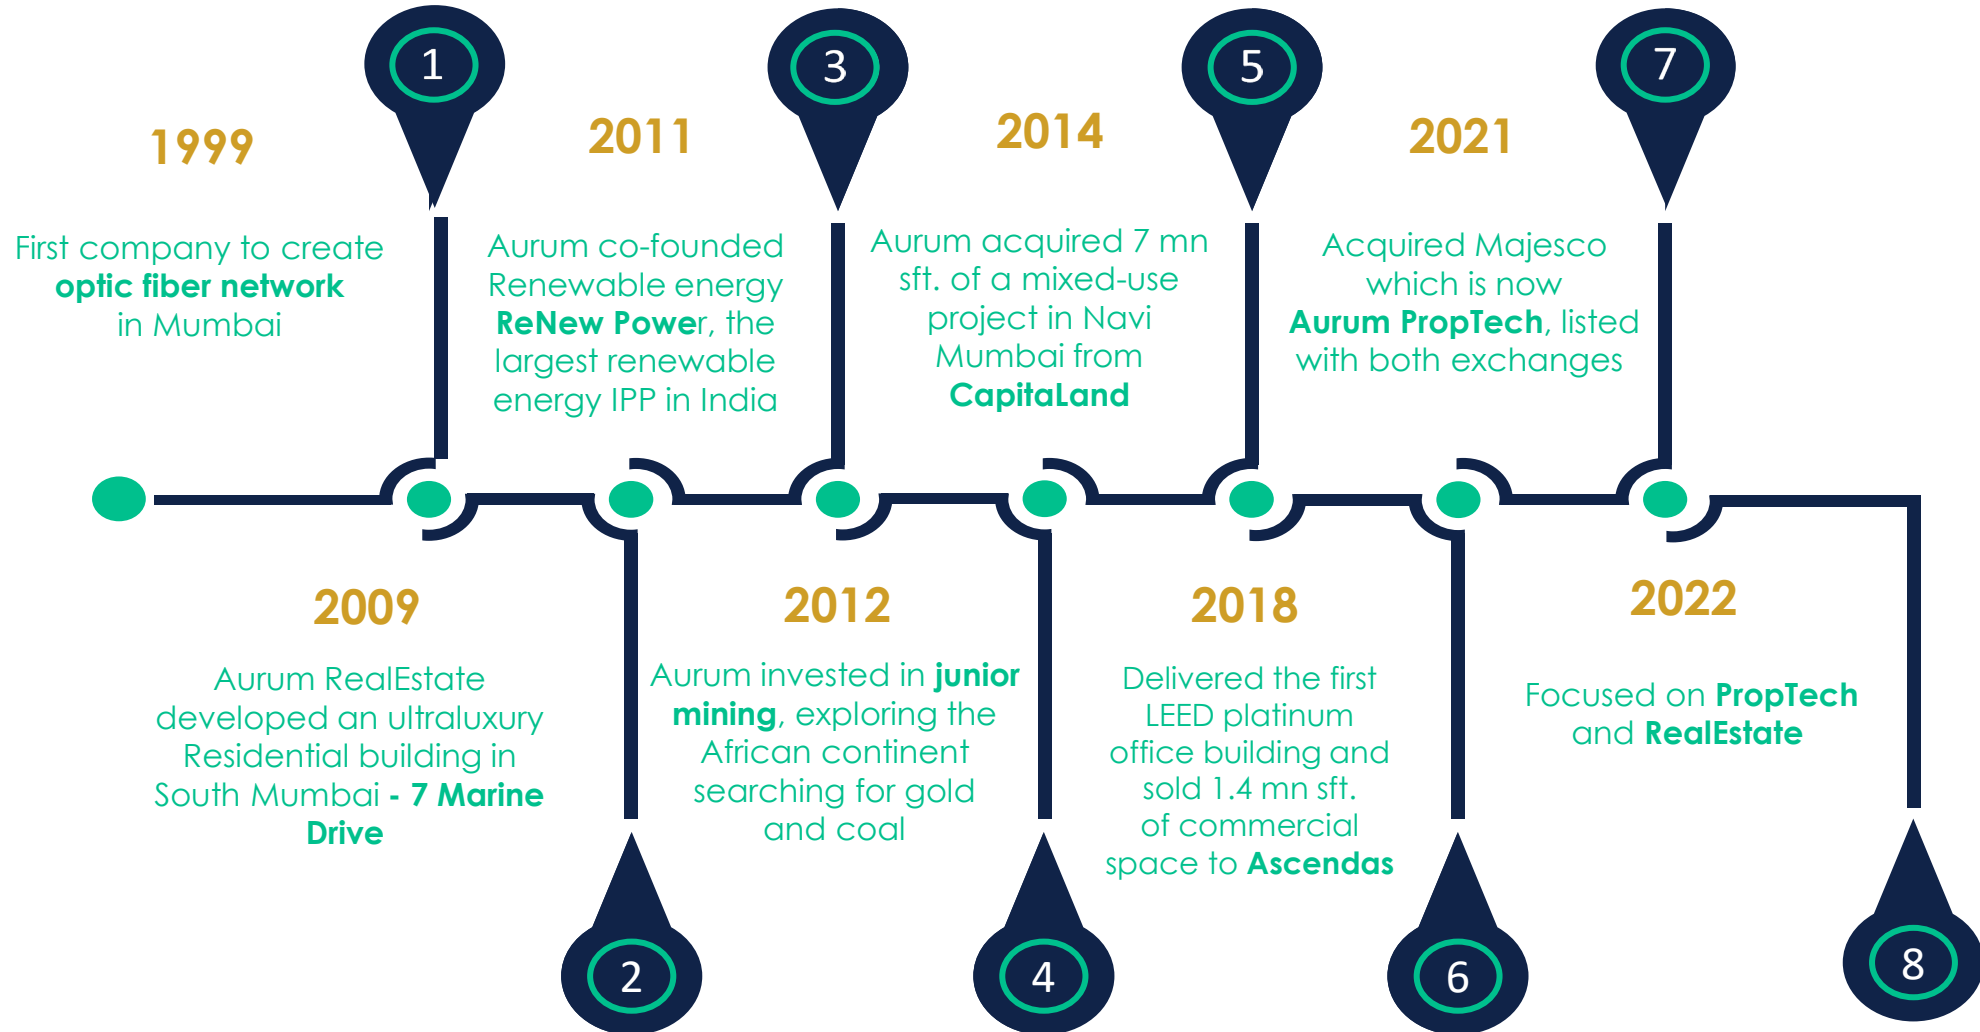 1
1999
First company to create
optic fiber network
in Mumbai
2009
Aurum RealEstate
developed an ultraluxury
Residential building in
South Mumbai - 7 Marine
Drive
2
3
2011
Aurum co-founded
Renewable energy
ReNew Power, the
largest renewable
energy IPP in India
2012
Aurum invested in junior
mining, exploring the
African continent
searching for gold
and coal
4
5
2014
Aurum acquired 7 mn
sft. of a mixed-use
project in Navi
Mumbai from
CapitaLand
2018
Delivered the first
LEED platinum
office building and
sold 1.4 mn sft.
of commercial
space to Ascendas
6
7
2021
Acquired Majesco
which is now
Aurum PropTech, listed
with both exchanges
2022
Focused on PropTech
and RealEstate
8